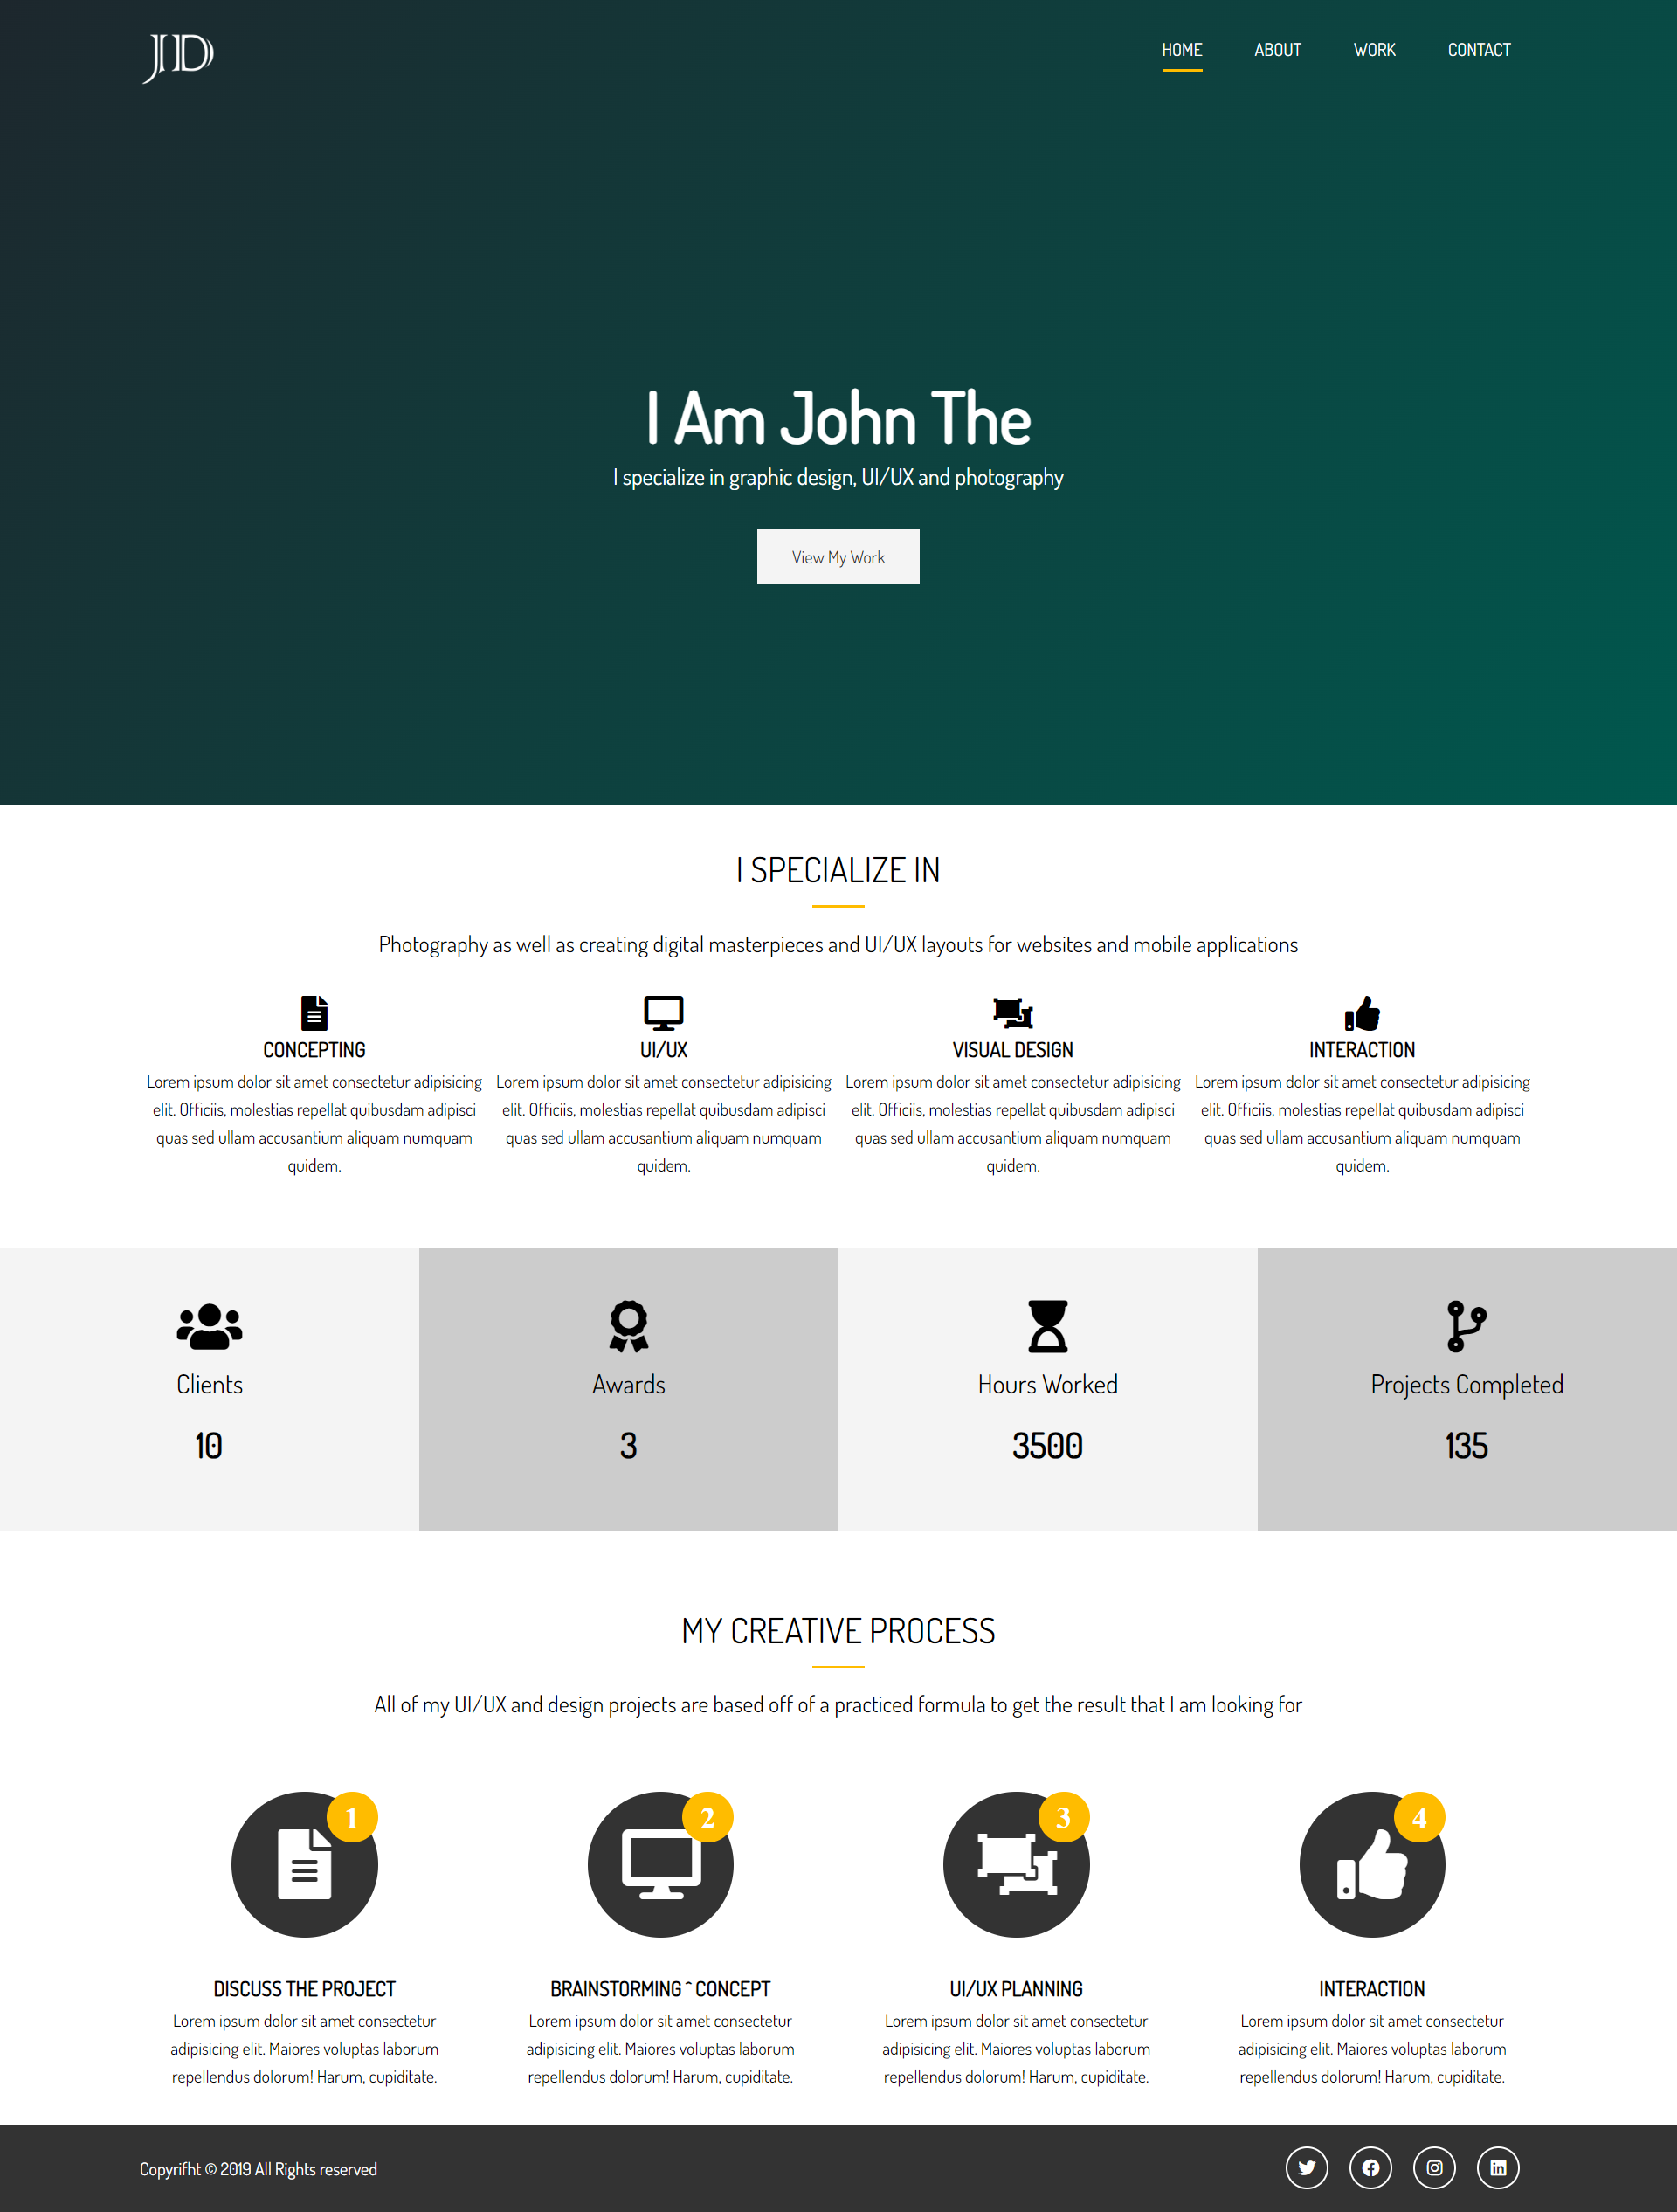 JD
HOME ABOUT WORK CONTACT
I Am John The
I specialize in graphic design, UI/UX and photography
View My Work
I SPECIALIZE IN
Photography as well as creating digital masterpieces and UI/UX layouts for websites and mobile applications
CONCEPTING
Lorem ipsum dolor sit amet consectetur adipisicing
elit. Officiis, molestias repellat quibusdam adipisci
quas sed ullam accusantium aliquam numquam
quidem.
UI/UX
Lorem ipsum dolor sit amet consectetur adipisicing
elit. Officiis, molestias repellat quibusdam adipisci
quas sed ullam accusantium aliquam numquam
quidem.
VISUAL DESIGN
Lorem ipsum dolor sit amet consectetur adipisicing
elit. Officiis, molestias repellat quibusdam adipisci
quas sed ullam accusantium aliquam numquam
quidem.
INTERACTION
Lorem ipsum dolor sit amet consectetur adipisicing
elit. Officiis, molestias repellat quibusdam adipisci
quas sed ullam accusantium aliquam numquam
quidem.
Clients
10
Awards
3
Hours Worked
3500
Projects Completed
135
MY CREATIVE PROCESS
All of my UI/UX and design projects are based off of a practiced formula to get the result that I am looking for
1
DISCUSS THE PROJECT
Lorem ipsum dolor sit amet consectetur
adipisicing elit. Maiores voluptas laborum
repellendus dolorum! Harum, cupiditate.
2
BRAINSTORMING ^ CONCEPT
Lorem ipsum dolor sit amet consectetur
adipisicing elit. Maiores voluptas laborum
repellendus dolorum! Harum, cupiditate.
3
UI/UX PLANNING
Lorem ipsum dolor sit amet consectetur
adipisicing elit. Maiores voluptas laborum
repellendus dolorum! Harum, cupiditate.
4
INTERACTION
Lorem ipsum dolor sit amet consectetur
adipisicing elit. Maiores voluptas laborum
repellendus dolorum! Harum, cupiditate.
Copyrifht © 2019 All Rights reserved